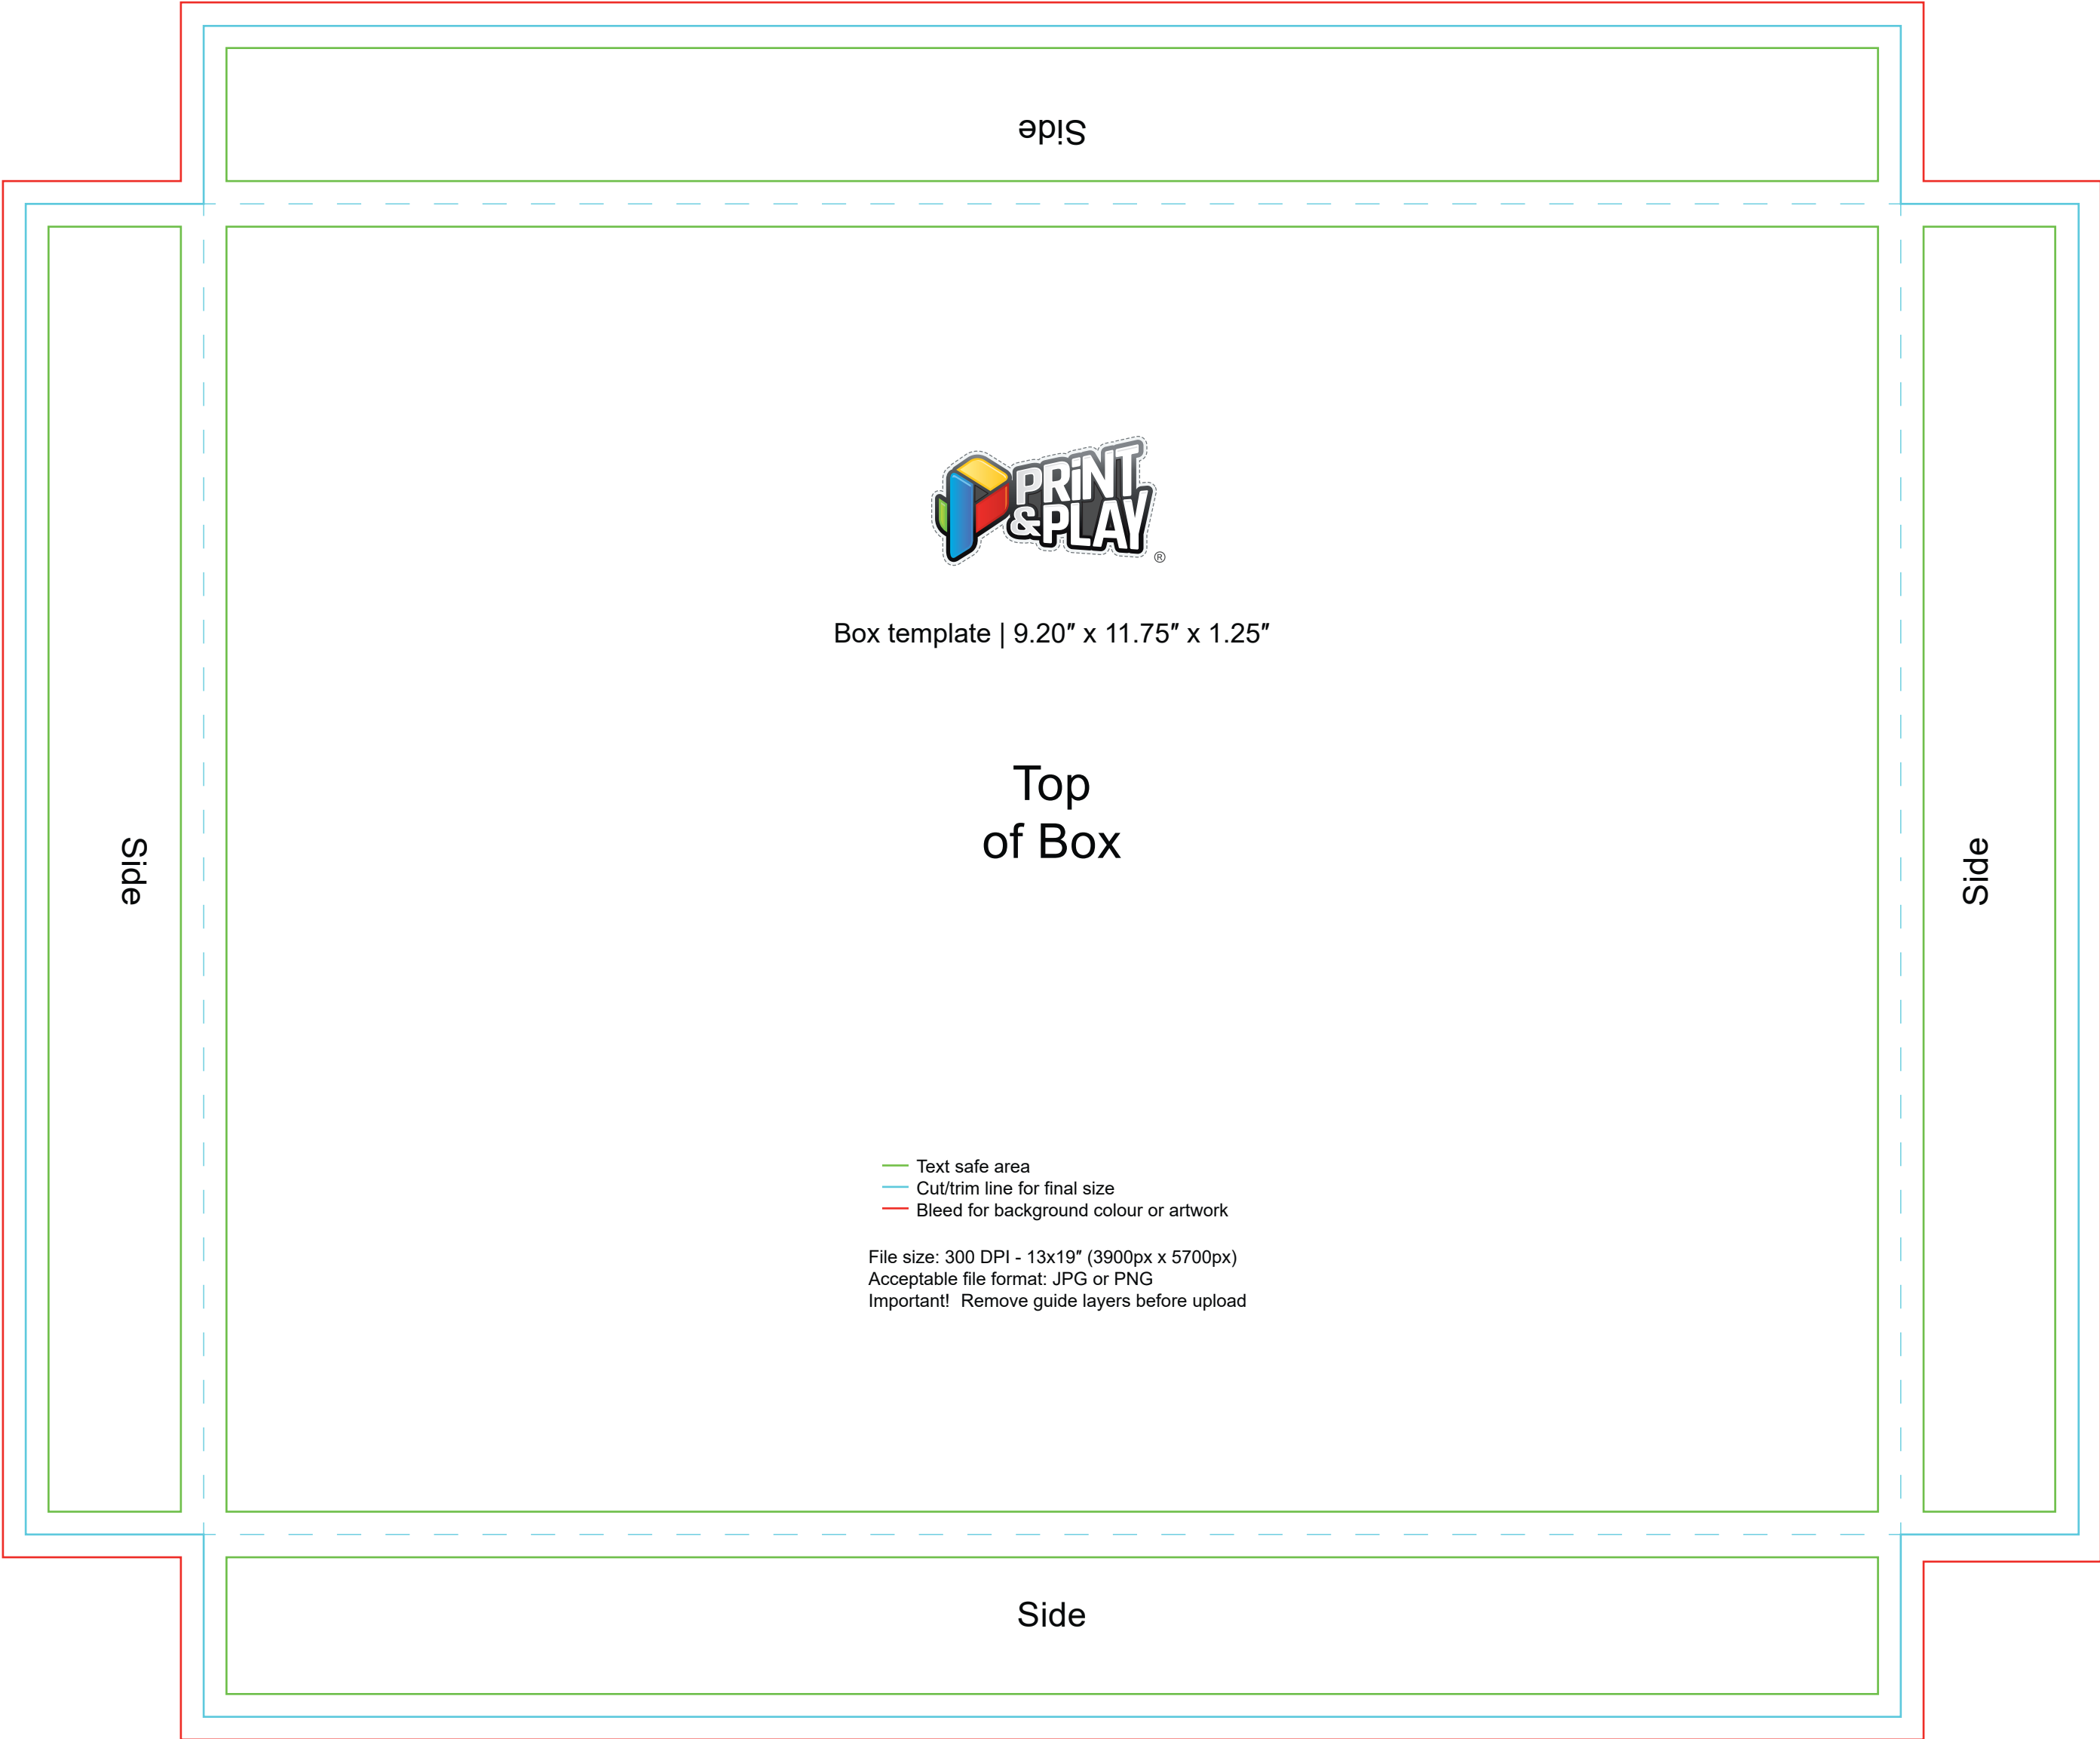 Side
PRiNT
&PLAY
®
Box template | 9.20″ x 11.75″ x 1.25″
Top
of Box
Side
Side
Text safe area
Cut/trim line for final size
Bleed for background colour or artwork
File size: 300 DPI - 13x19″ (3900px x 5700px)
Acceptable file format: JPG or PNG
Important!  Remove guide layers before upload
Side